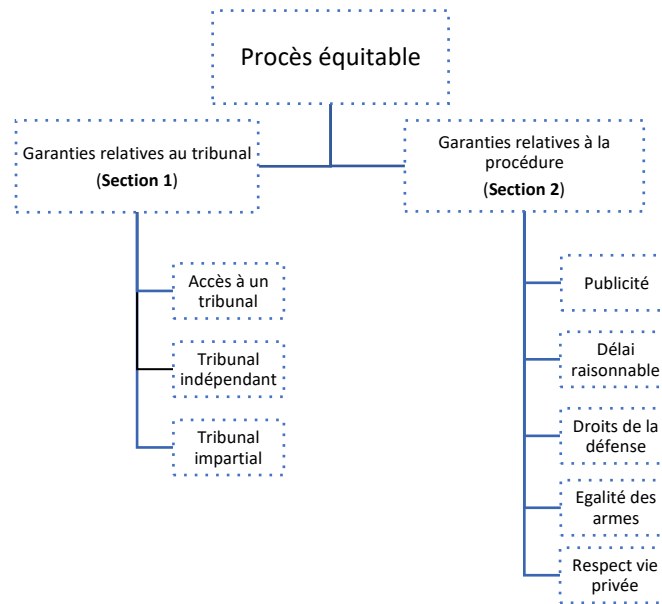 Procès équitable
Garanties relatives au tribunal
(Section 1)
Garanties relatives à la
procédure
(Section 2)
Accès à un
tribunal
Tribunal
indépendant
Tribunal
impartial
Publicité
Délai
raisonnable
Droits de la
défense
Egalité des
armes
Respect vie
privée